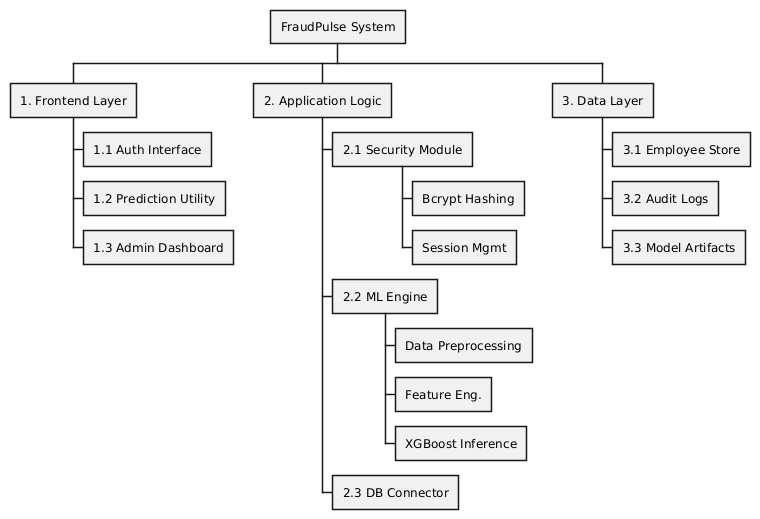 FraudPulse System
1. Frontend Layer
1.1 Auth Interface
1.2 Prediction Utility
1.3 Admin Dashboard
2. Application Logic
2.1 Security Module
Bcrypt Hashing
Session Mgmt
2.2 ML Engine
Data Preprocessing
Feature Eng.
XGBoost Inference
2.3 DB Connector
3. Data Layer
3.1 Employee Store
3.2 Audit Logs
3.3 Model Artifacts